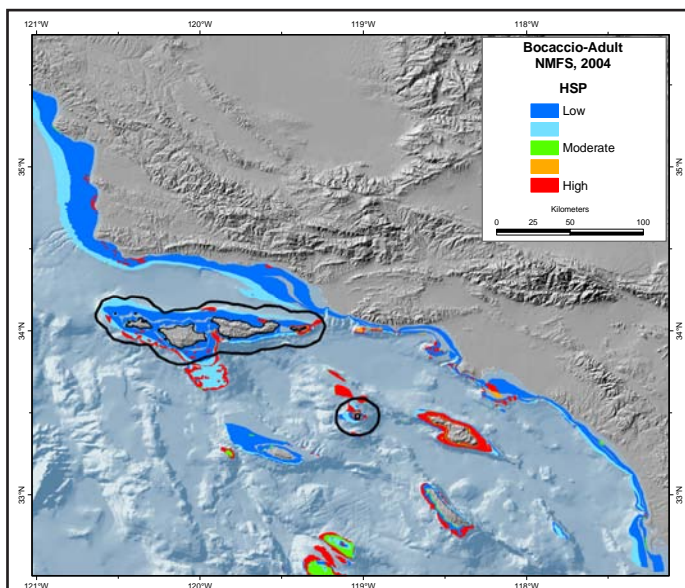 120°W 119°W 118°W
Bocaccio-Adult
NMFS, 2004
HSP
Low
Moderate
High
Kilometers
0 25 50 100
35°N 35°N
34°N 34°N
33°N 33°N
121°W 120°W 119°W 118°W